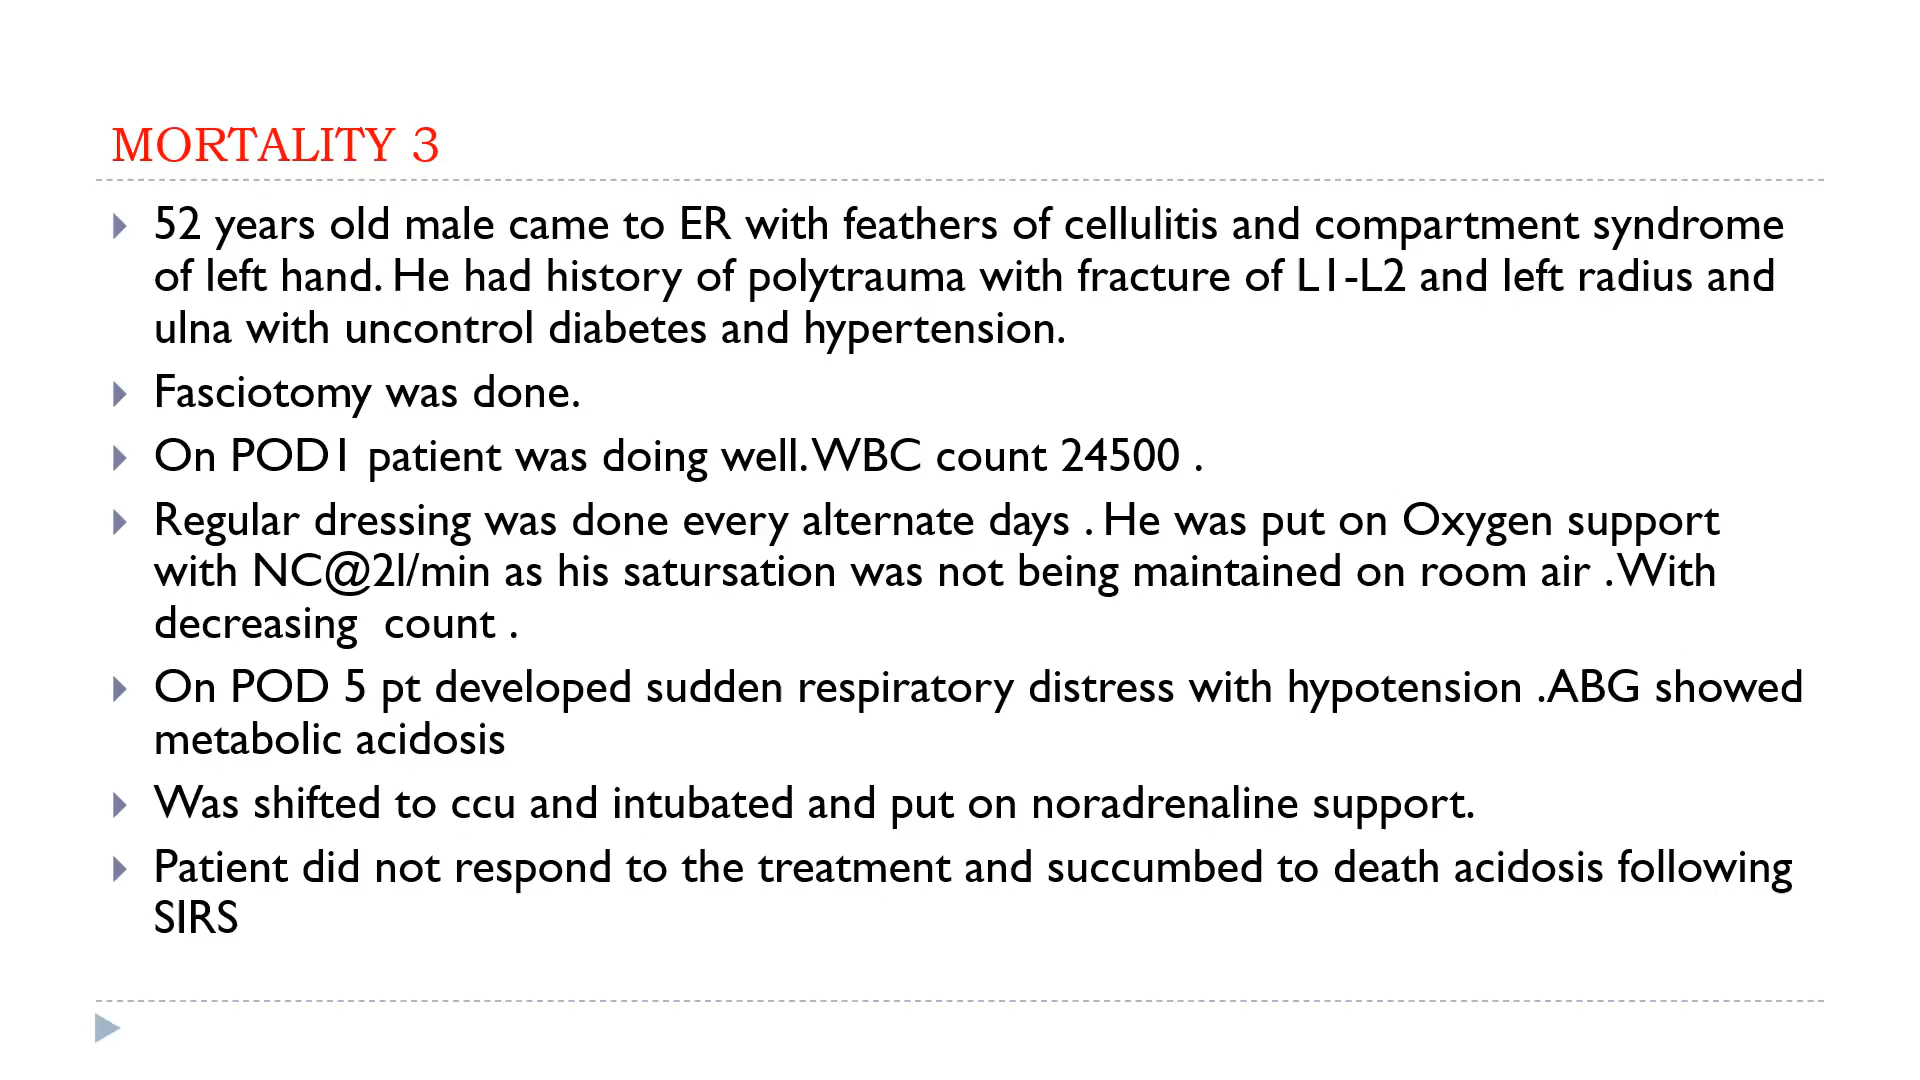 MORTALITY 3
52 years old male came to ER with feathers of cellulitis and compartment syndrome
of left hand. He had history of polytrauma with fracture of L1-L2 and left radius and
ulna with uncontrol diabetes and hypertension.
Fasciotomy was done.
On POD1 patient was doing well. WBC count 24500 .
Regular dressing was done every alternate days . He was put on Oxygen support
with NC@2l/min as his satursation was not being maintained on room air . With
decreasing  count .
On POD 5 pt developed sudden respiratory distress with hypotension .ABG showed
metabolic acidosis
Was shifted to ccu and intubated and put on noradrenaline support.
Patient did not respond to the treatment and succumbed to death acidosis following
SIRS